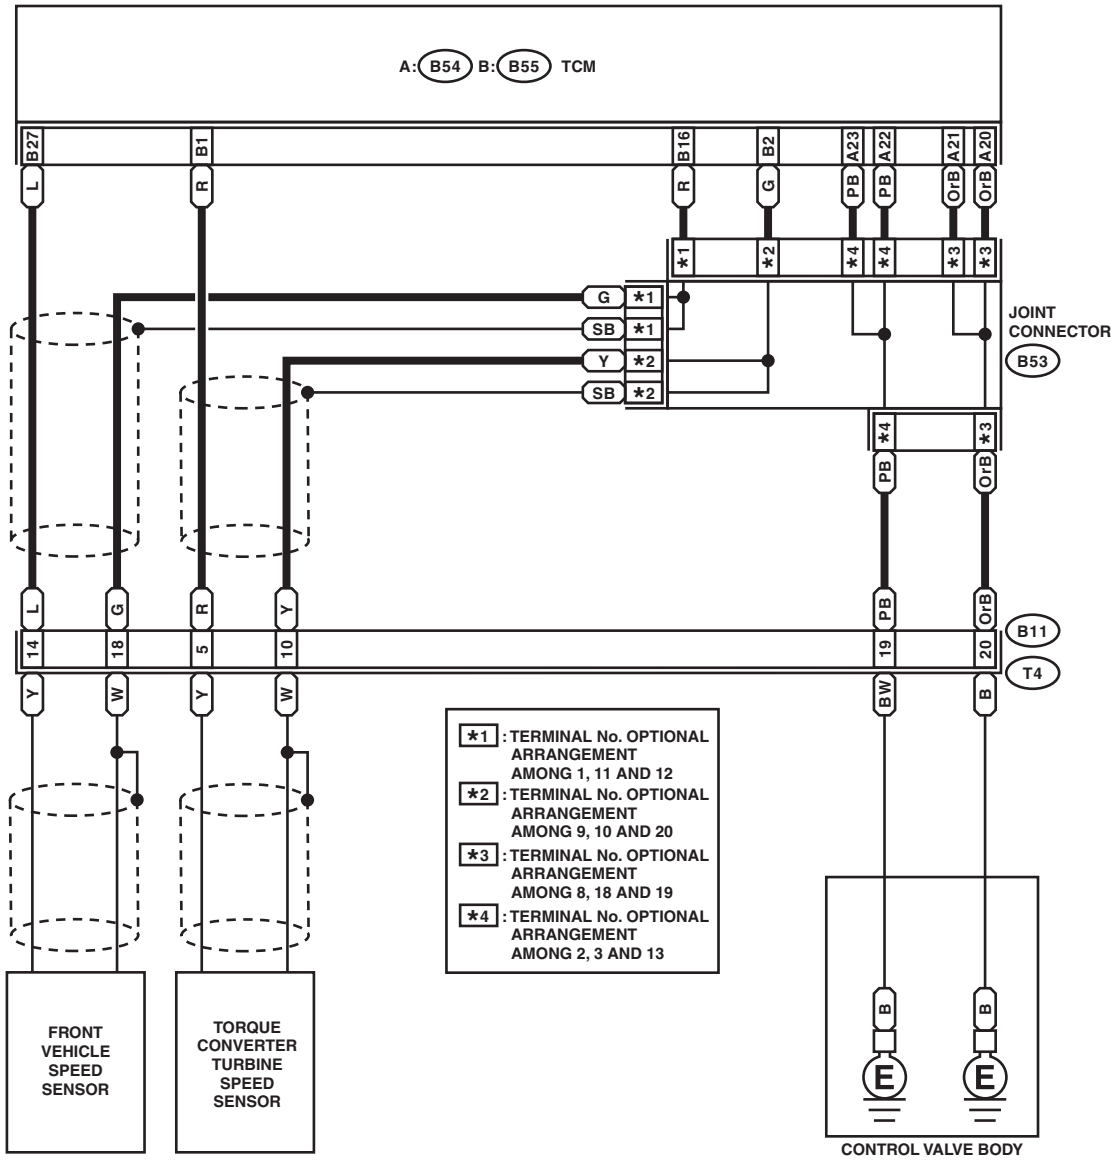 A: B54 B: B55 TCM
B27 B1 B16 B2 A23 A22 A21 A20
L R R G PB PB OrB OrB
*1 *2 *4 *4 *3 *3
G *1
SB *1
Y *2
SB *2
JOINT
CONNECTOR
B53
*4 *3
PB OrB
L G R Y PB OrB
14 18 5 10 19 20
B11
T4
Y W Y W BW B
*1 : TERMINAL No. OPTIONAL
ARRANGEMENT
AMONG 1, 11 AND 12
*2 : TERMINAL No. OPTIONAL
ARRANGEMENT
AMONG 9, 10 AND 20
*3 : TERMINAL No. OPTIONAL
ARRANGEMENT
AMONG 8, 18 AND 19
*4 : TERMINAL No. OPTIONAL
ARRANGEMENT
AMONG 2, 3 AND 13
FRONT
VEHICLE
SPEED
SENSOR
TORQUE
CONVERTER
TURBINE
SPEED
SENSOR
B B
E E
CONTROL VALVE BODY